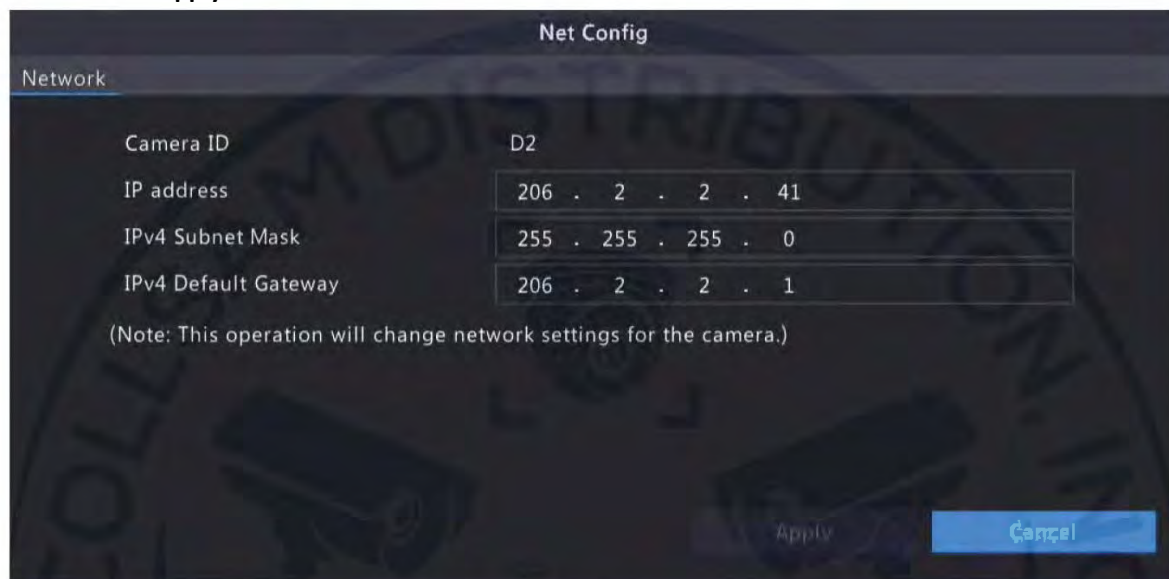 Net Config
Network
Camera ID D2
IP address 206 . 2 . 2 . 41
IPv4 Subnet Mask 255 . 255 . 255 . 0
IPv4 Default Gateway 206 . 2 . 2 . 1
(Note: This operation will change network settings for the camera.)
Apply Cancel
DISTRIBUTION, IN